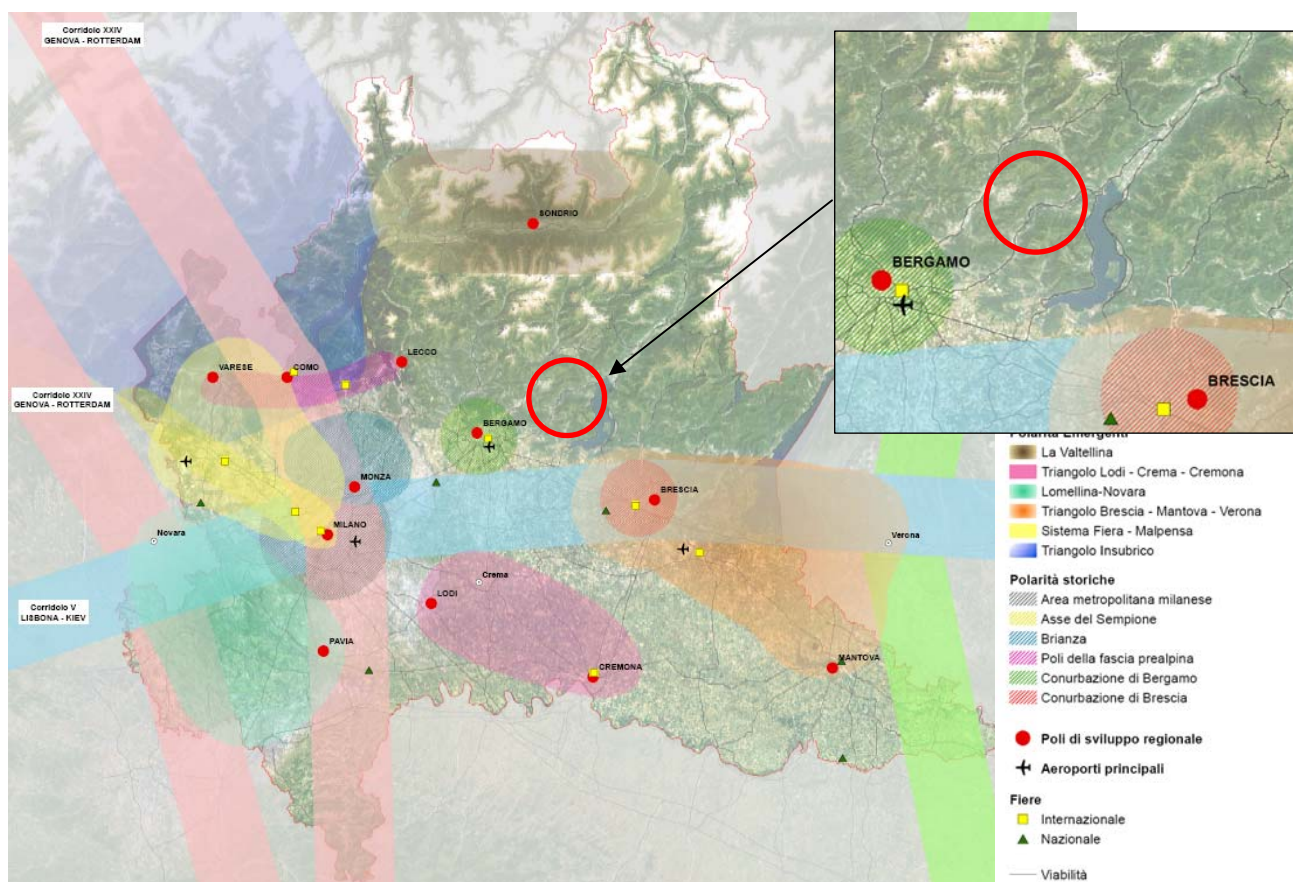 Corridoio XXIV
GENOVA - ROTTERDAM
SONDRIO
LECCO
VARESE
COMO
Corridoio XXIV
GENOVA - ROTTERDAM
BERGAMO
MONZA
BRESCIA
MILANO
Novara
Verona
Crema
LODI
Corridoio V
LISBONA - KIEV
PAVIA
CREMONA
MANTOVA
BERGAMO
BRESCIA
Polarità Emergenti
La Valtellina
Triangolo Lodi - Crema - Cremona
Lomellina-Novara
Triangolo Brescia - Mantova - Verona
Sistema Fiera - Malpensa
Triangolo Insubrico
Polarità storiche
Area metropolitana milanese
Asse del Sempione
Brianza
Poli della fascia prealpina
Conurbazione di Bergamo
Conurbazione di Brescia
Poli di sviluppo regionale
Aeroporti principali
Fiere
Internazionale
Nazionale
Viabilità